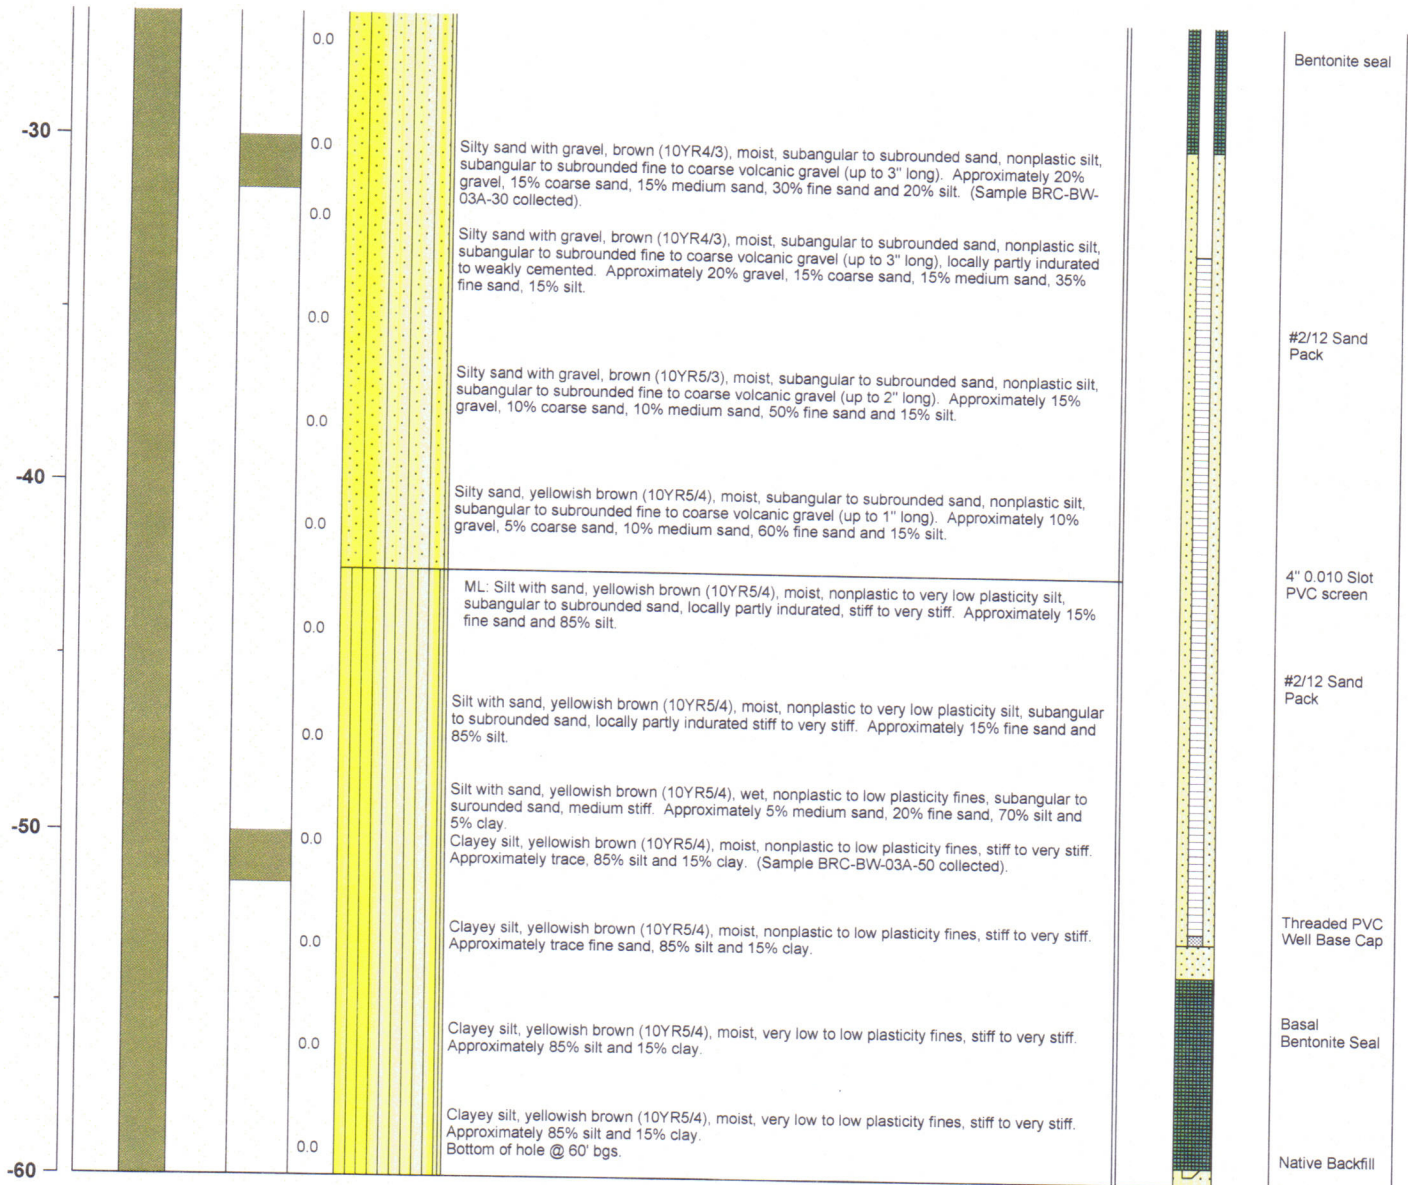 0.0
Bentonite seal
-30
0.0
Silty sand with gravel, brown (10YR4/3), moist, subangular to subrounded sand, nonplastic silt,
subangular to subrounded fine to coarse volcanic gravel (up to 3" long). Approximately 20%
gravel, 15% coarse sand, 15% medium sand, 30% fine sand and 20% silt. (Sample BRC-BW-
03A-30 collected).
0.0
Silty sand with gravel, brown (10YR4/3), moist, subangular to subrounded sand, nonplastic silt,
subangular to subrounded fine to coarse volcanic gravel (up to 3" long), locally partly indurated
to weakly cemented. Approximately 20% gravel, 15% coarse sand, 15% medium sand, 35%
fine sand, 15% silt.
0.0
#2/12 Sand
Pack
Silty sand with gravel, brown (10YR5/3), moist, subangular to subrounded sand, nonplastic silt,
subangular to subrounded fine to coarse volcanic gravel (up to 2" long). Approximately 15%
gravel, 10% coarse sand, 10% medium sand, 50% fine sand and 15% silt.
0.0
-40
Silty sand, yellowish brown (10YR5/4), moist, subangular to subrounded sand, nonplastic silt,
subangular to subrounded fine to coarse volcanic gravel (up to 1" long). Approximately 10%
gravel, 5% coarse sand, 10% medium sand, 60% fine sand and 15% silt.
0.0
4" 0.010 Slot
PVC screen
ML: Silt with sand, yellowish brown (10YR5/4), moist, nonplastic to very low plasticity silt,
subangular to subrounded sand, locally partly indurated, stiff to very stiff. Approximately 15%
fine sand and 85% silt.
0.0
#2/12 Sand
Pack
Silt with sand, yellowish brown (10YR5/4), moist, nonplastic to very low plasticity silt, subangular
to subrounded sand, locally partly indurated stiff to very stiff. Approximately 15% fine sand and
85% silt.
0.0
Silt with sand, yellowish brown (10YR5/4), wet, nonplastic to low plasticity fines, subangular to
surounded sand, medium stiff. Approximately 5% medium sand, 20% fine sand, 70% silt and
5% clay.
-50
0.0
Clayey silt, yellowish brown (10YR5/4), moist, nonplastic to low plasticity fines, stiff to very stiff.
Approximately trace, 85% silt and 15% clay. (Sample BRC-BW-03A-50 collected).
0.0
Clayey silt, yellowish brown (10YR5/4), moist, nonplastic to low plasticity fines, stiff to very stiff.
Approximately trace fine sand, 85% silt and 15% clay.
Threaded PVC
Well Base Cap
0.0
Clayey silt, yellowish brown (10YR5/4), moist, very low to low plasticity fines, stiff to very stiff.
Approximately 85% silt and 15% clay.
Basal
Bentonite Seal
Clayey silt, yellowish brown (10YR5/4), moist, very low to low plasticity fines, stiff to very stiff.
Approximately 85% silt and 15% clay.
Bottom of hole @ 60' bgs.
0.0
-60
Native Backfill